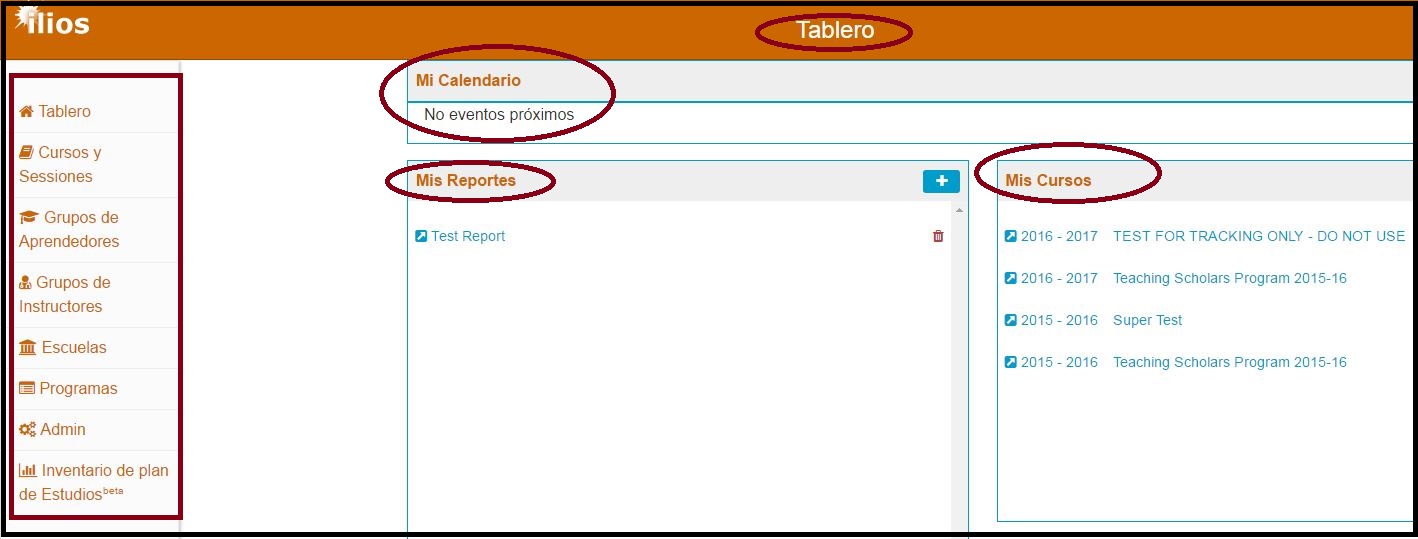 ilios
Tablero
Tablero
Cursos y
Sessiones
Grupos de
Aprendedores
Grupos de
Instructores
Escuelas
Programas
Admin
Inventario de plan
de Estudiosbeta
Mi Calendario
No eventos próximos
Mis Reportes
Test Report
Mis Cursos
2016 - 2017 TEST FOR TRACKING ONLY - DO NOT USE
2016 - 2017 Teaching Scholars Program 2015-16
2015 - 2016 Super Test
2015 - 2016 Teaching Scholars Program 2015-16